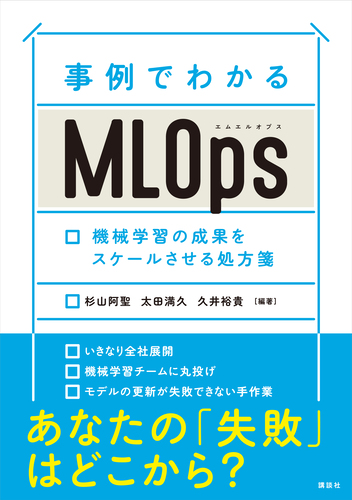 事例でわかる
エムエルオプス
MLOps
機械学習の成果を
スケールさせる処方箋
杉山阿聖 太田満久 久井裕貴 [編著]
いきなり全社展開
機械学習チームに丸投げ
モデルの更新が失敗できない手作業
あなたの「失敗」
はどこから?
講談社